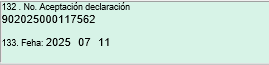 132 . No. Aceptación declaración
902025000117562
133. Feha: 2025 07 11